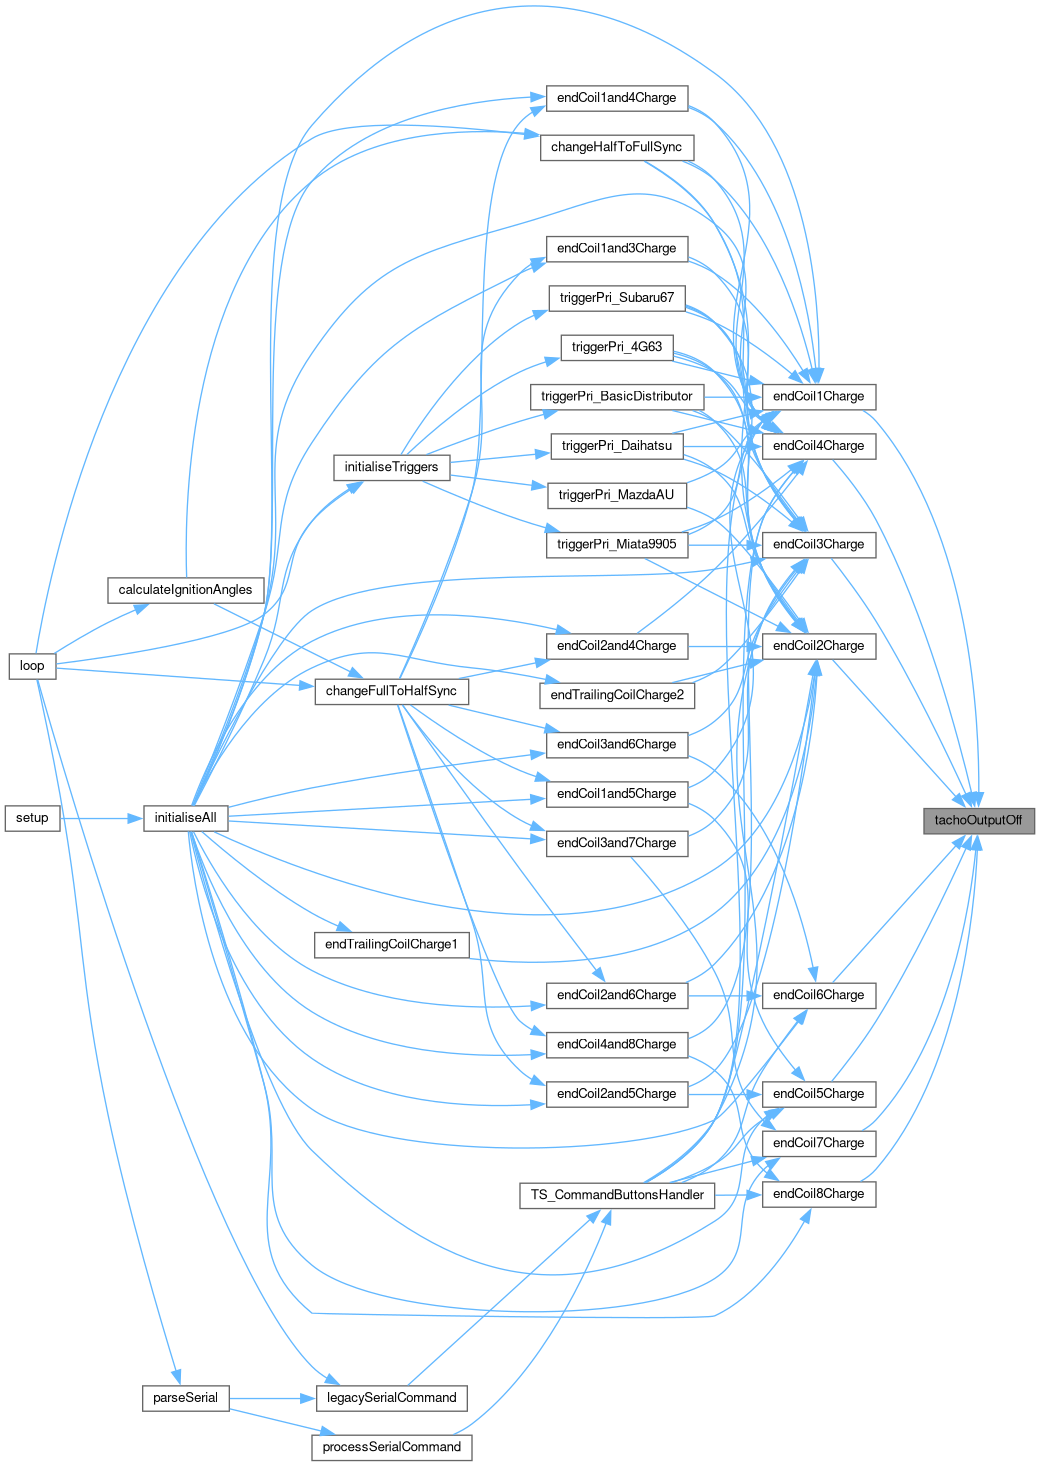 endCoil1and4Charge
changeHalfToFullSync
endCoil1and3Charge
triggerPri_Subaru67
triggerPri_4G63
endCoil1Charge
triggerPri_BasicDistributor
triggerPri_Daihatsu
endCoil4Charge
initialiseTriggers
triggerPri_MazdaAU
triggerPri_Miata9905
endCoil3Charge
calculateIgnitionAngles
endCoil2and4Charge
endCoil2Charge
loop
changeFullToHalfSync
endTrailingCoilCharge2
endCoil3and6Charge
endCoil1and5Charge
setup
initialiseAll
tachoOutputOff
endCoil3and7Charge
endTrailingCoilCharge1
endCoil2and6Charge
endCoil6Charge
endCoil4and8Charge
endCoil2and5Charge
endCoil5Charge
endCoil7Charge
TS_CommandButtonsHandler
endCoil8Charge
parseSerial
legacySerialCommand
processSerialCommand